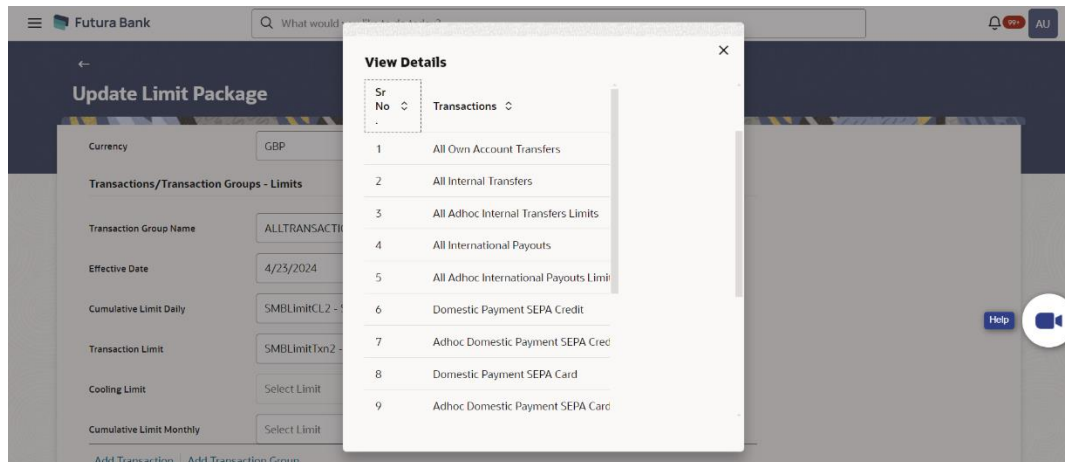 Futura Bank
What would
99+
AU
Update Limit Package
Currency
GBP
Transactions/Transaction Groups - Limits
Transaction Group Name
Effective Date
4/23/2024
Cumulative Limit Daily
SMBLimitCL2 -
Transaction Limit
SMBLimitTxn2 -
Cooling Limit
Select Limit
Cumulative Limit Monthly
Select Limit
Add Transaction Add Transaction Group
View Details
Sr
No
.
Transactions
1 All Own Account Transfers
2 All Internal Transfers
3 All Adhoc Internal Transfers Limits
4 All International Payouts
5 All Adhoc International Payouts
6 Domestic Payment SEPA Credit
7 Adhoc Domestic Payment SEPA
8 Domestic Payment SEPA Card
9 Adhoc Domestic Payment SEPA Card
Help